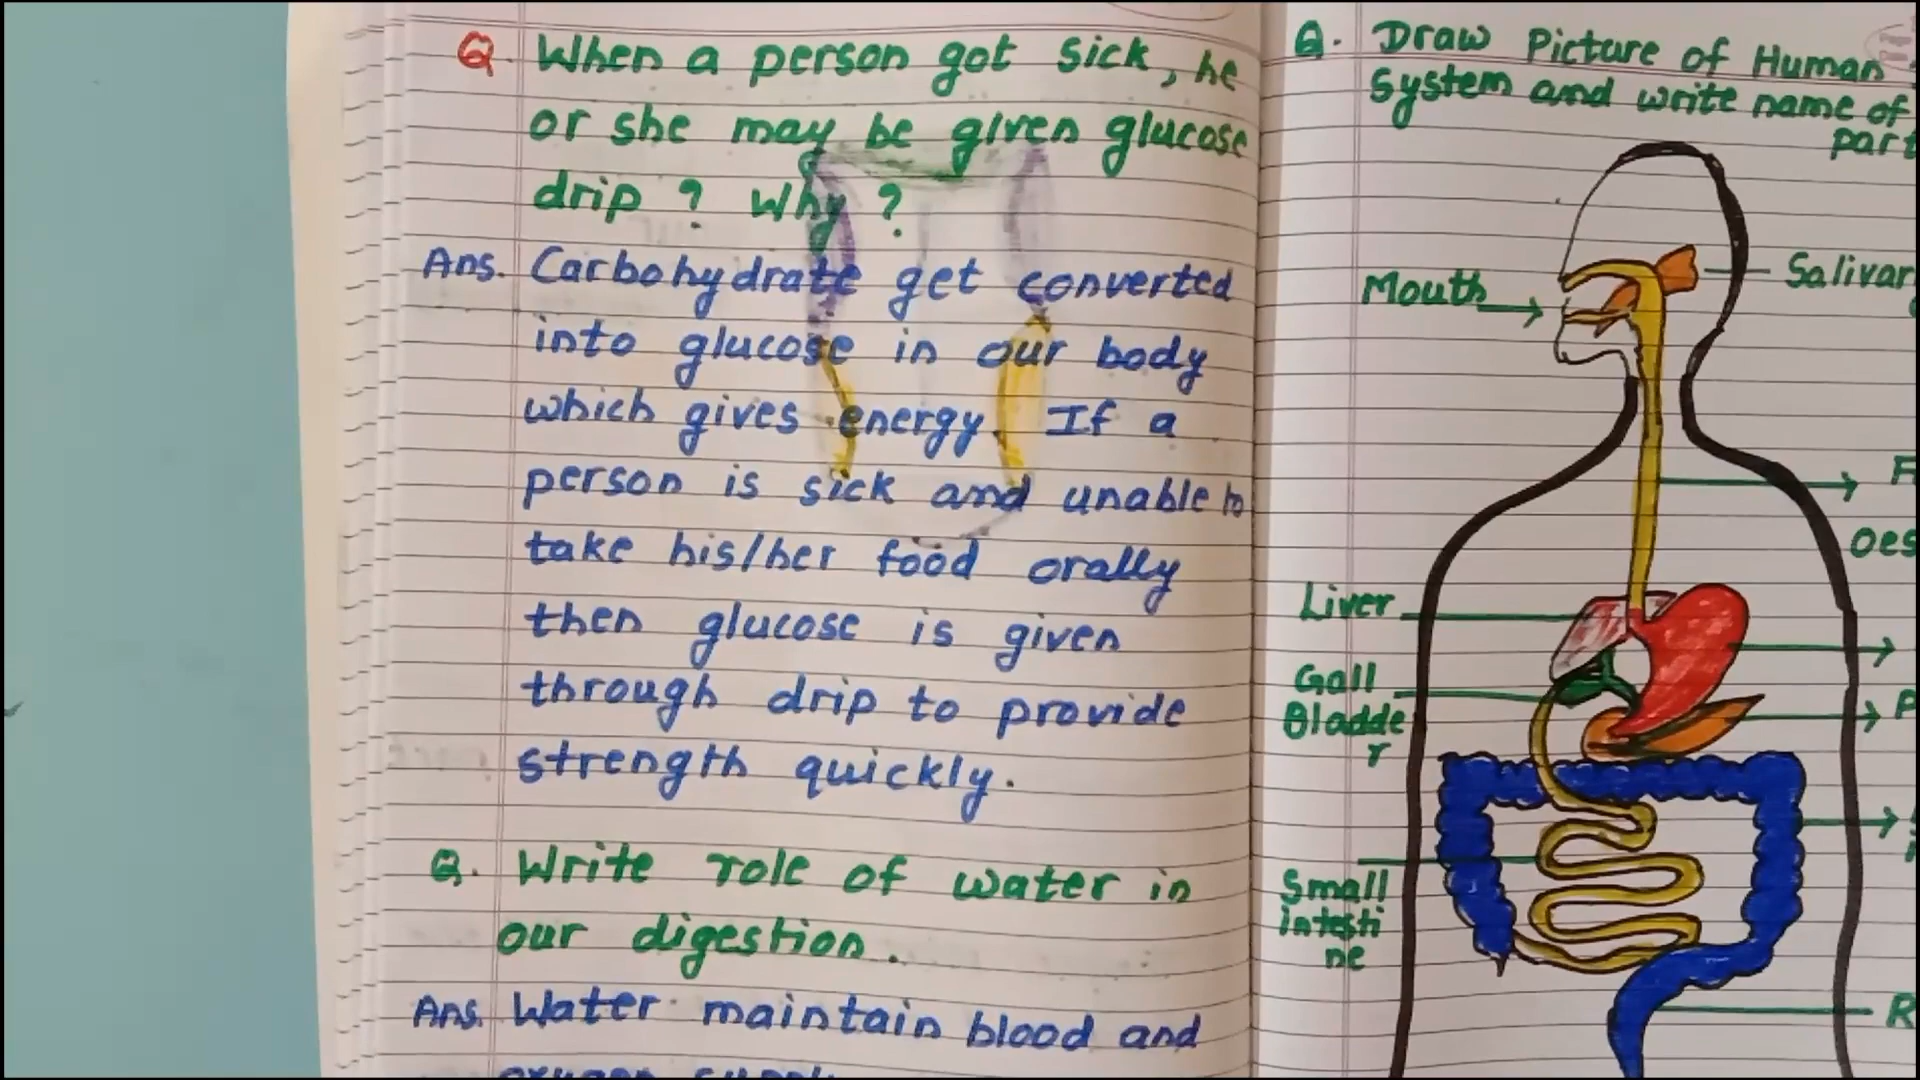 Q. When a person got sick, he
or she may be given glucose
drip ? Why ?
Ans. Carbohydrate get converted
into glucose in our body
which gives energy. If a
person is sick and unable to
take his/her food orally
then glucose is given
through drip to provide
strength quickly.
Q. Write role of water in
our digestion.
Ans. Water maintain blood and
Q. Draw Picture of Human
system and write name of
part
Mouth
Salivar
F
Oes
Liver
Gall
Bladde
r
P
Small
intesti
ne
R